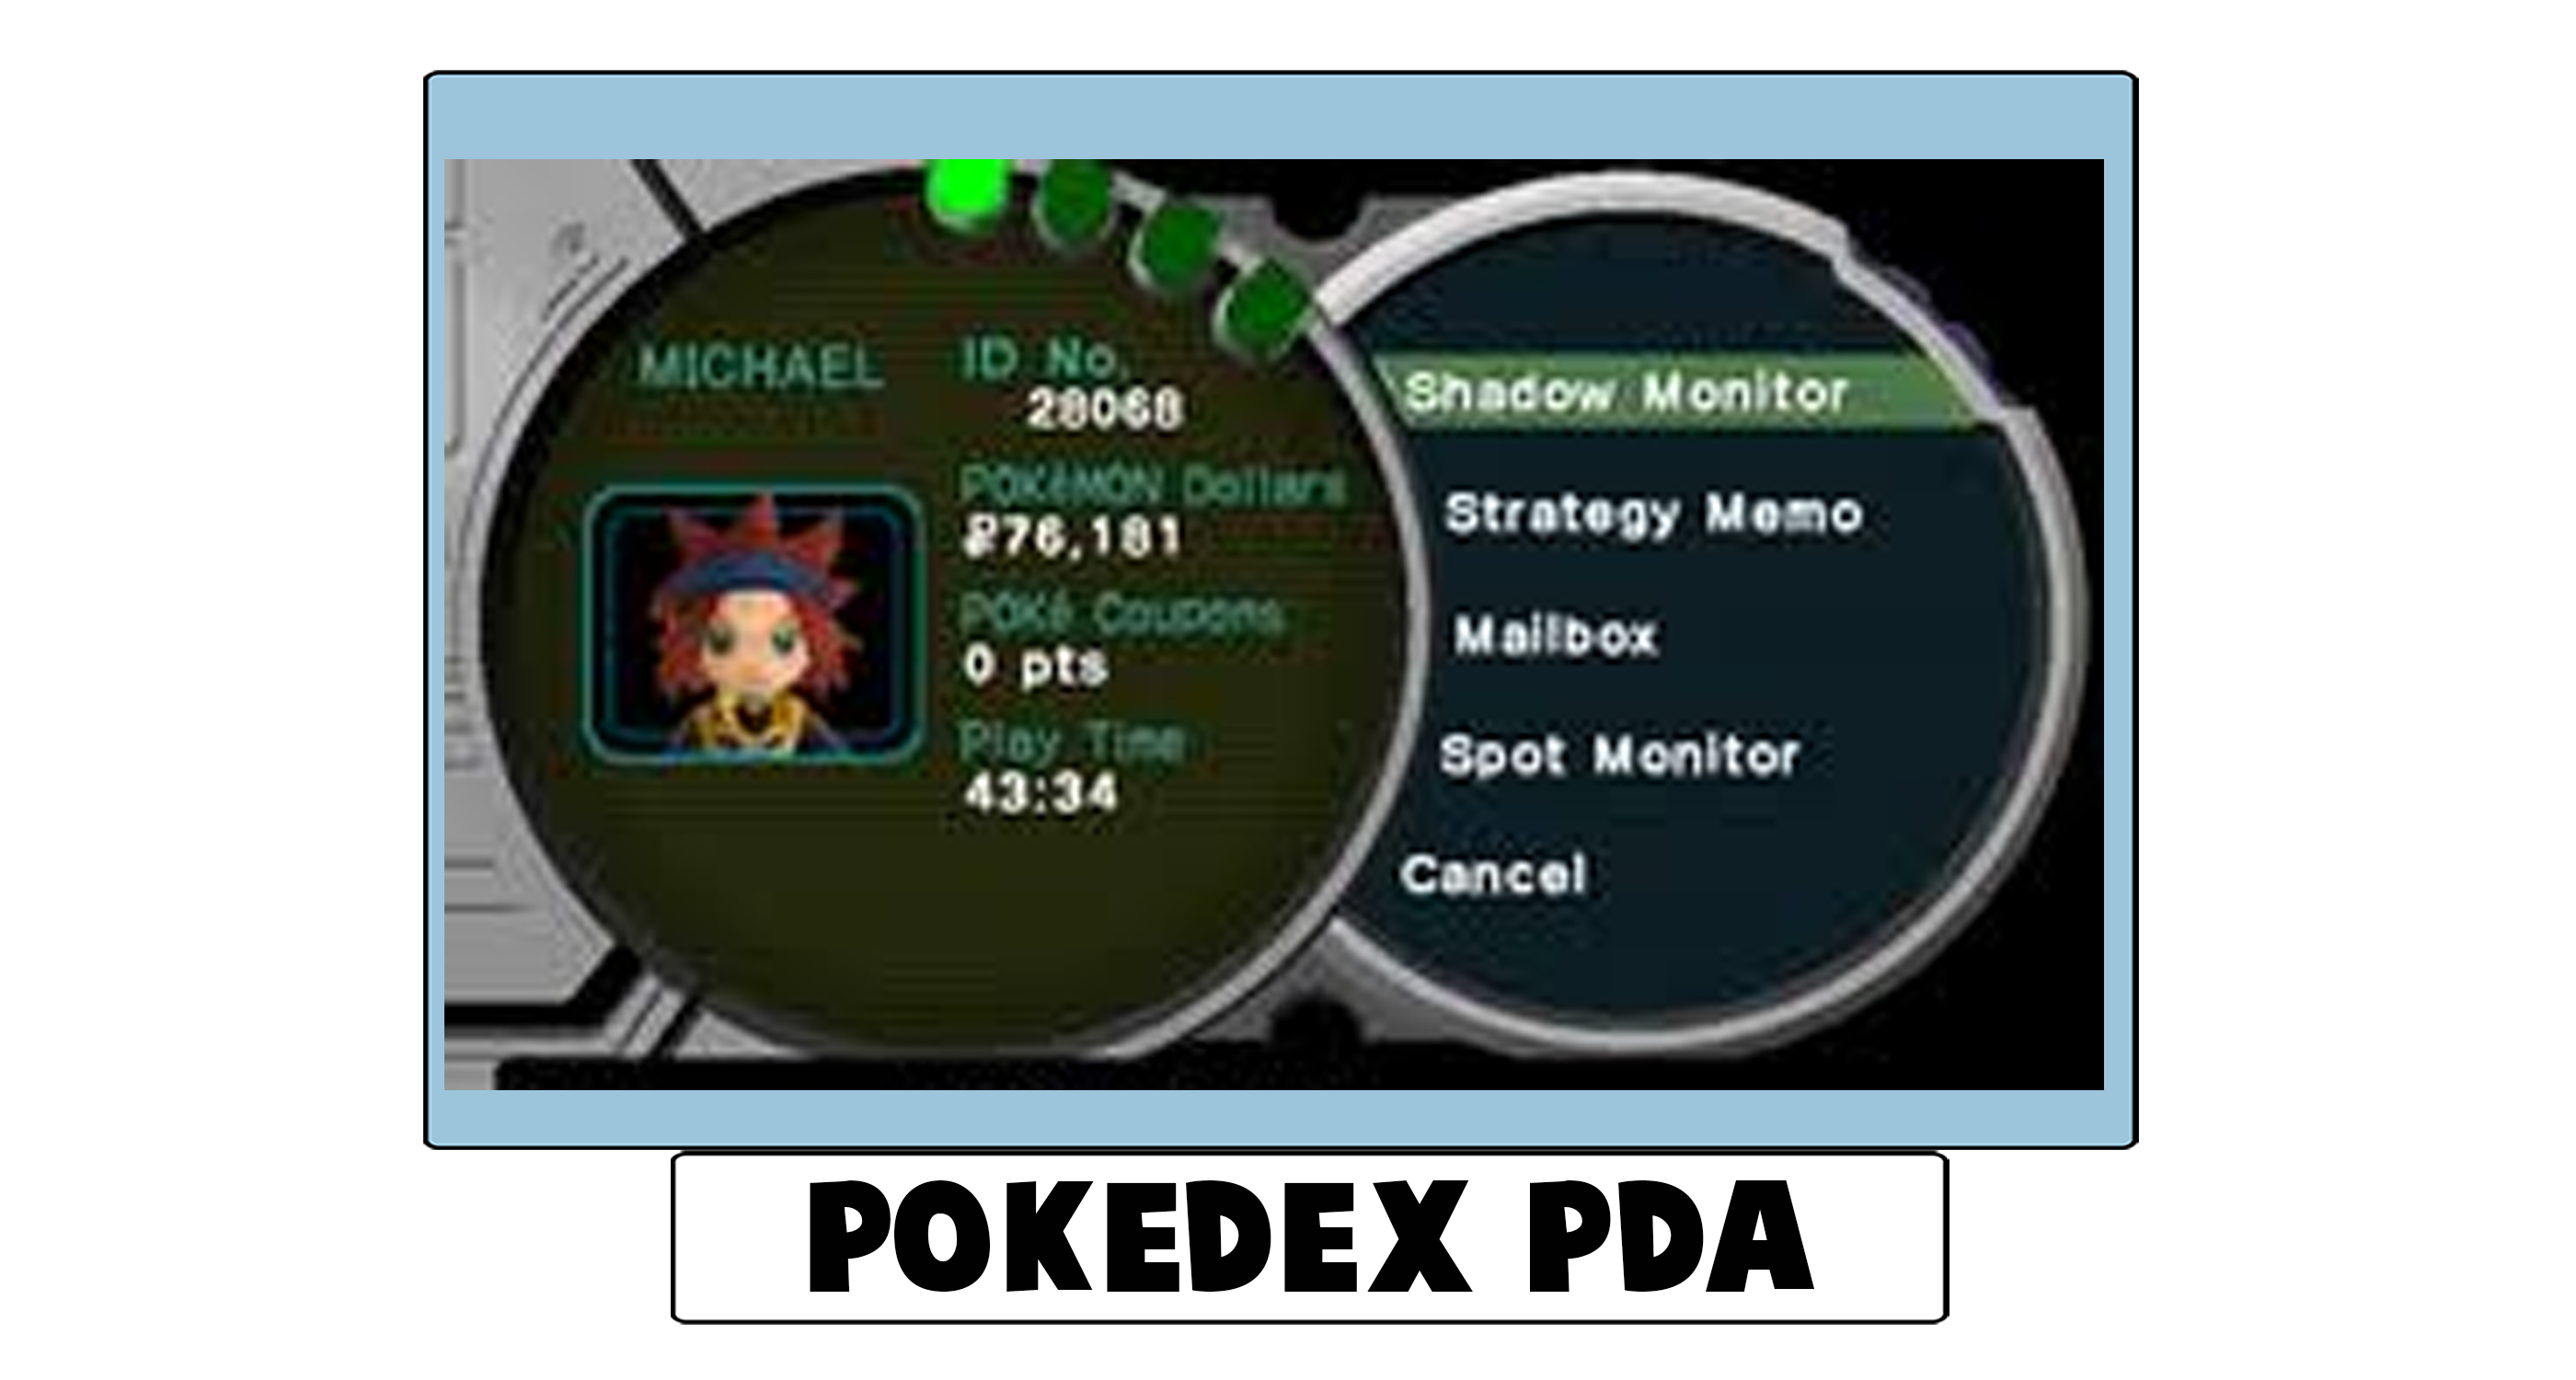 MICHAEL
ID No.
28068
POKéMON Dollars
₽76,181
POKé Coupons
0 pts
Play Time
43:34
Shadow Monitor
Strategy Memo
Mailbox
Spot Monitor
Cancel
POKEDEX PDA